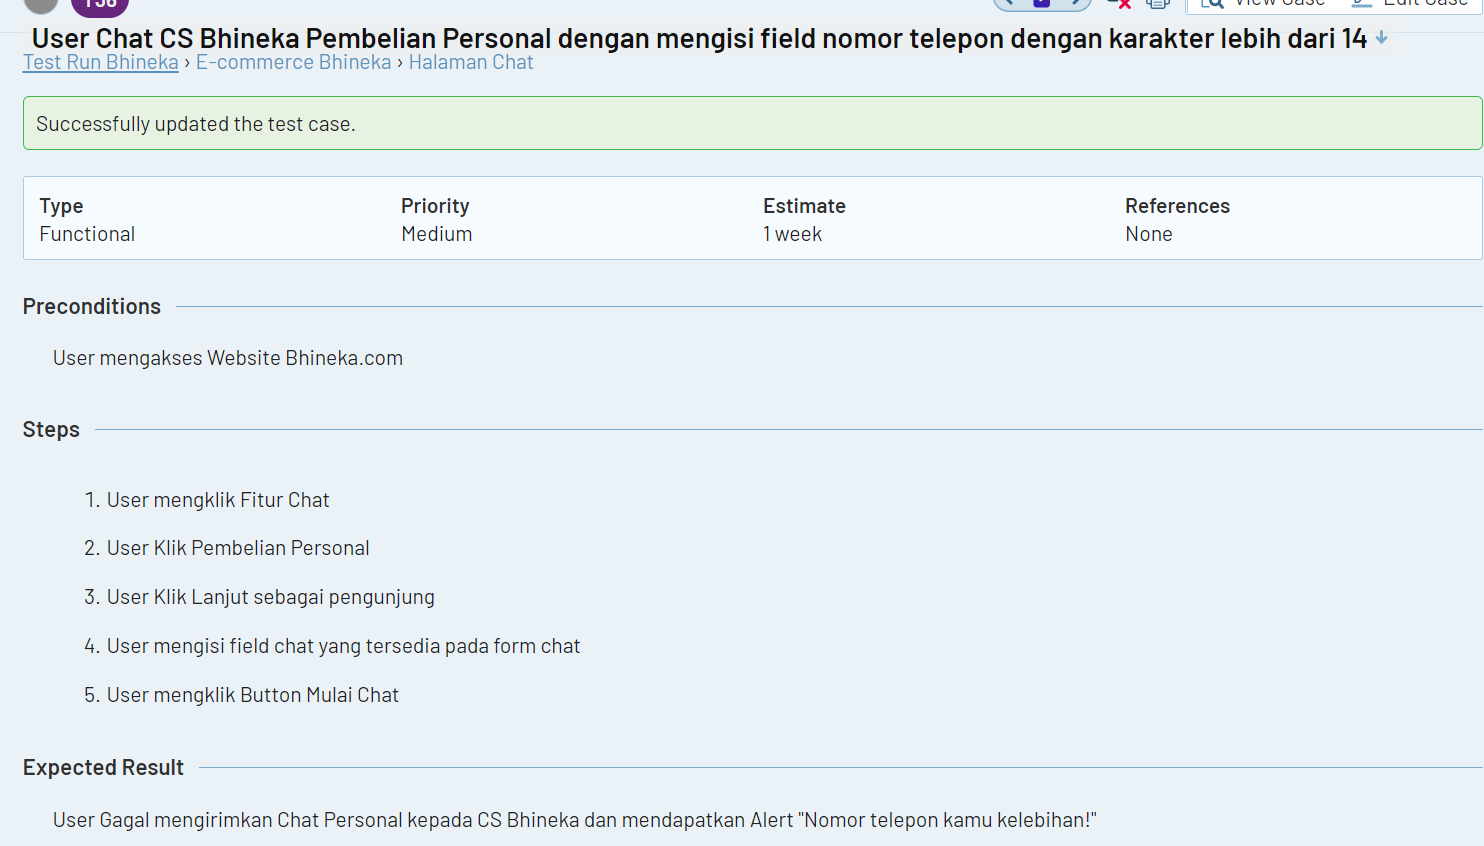 User Chat CS Bhineka Pembelian Personal dengan mengisi field nomor telepon dengan karakter lebih dari 14
Test Run Bhineka › E-commerce Bhineka › Halaman Chat
Successfully updated the test case.
Type Priority Estimate References
Functional Medium 1 week None
Preconditions
User mengakses Website Bhineka.com
Steps
1. User mengklik Fitur Chat
2. User Klik Pembelian Personal
3. User Klik Lanjut sebagai pengunjung
4. User mengisi field chat yang tersedia pada form chat
5. User mengklik Button Mulai Chat
Expected Result
User Gagal mengirimkan Chat Personal kepada CS Bhineka dan mendapatkan Alert "Nomor telepon kamu kelebihan!"